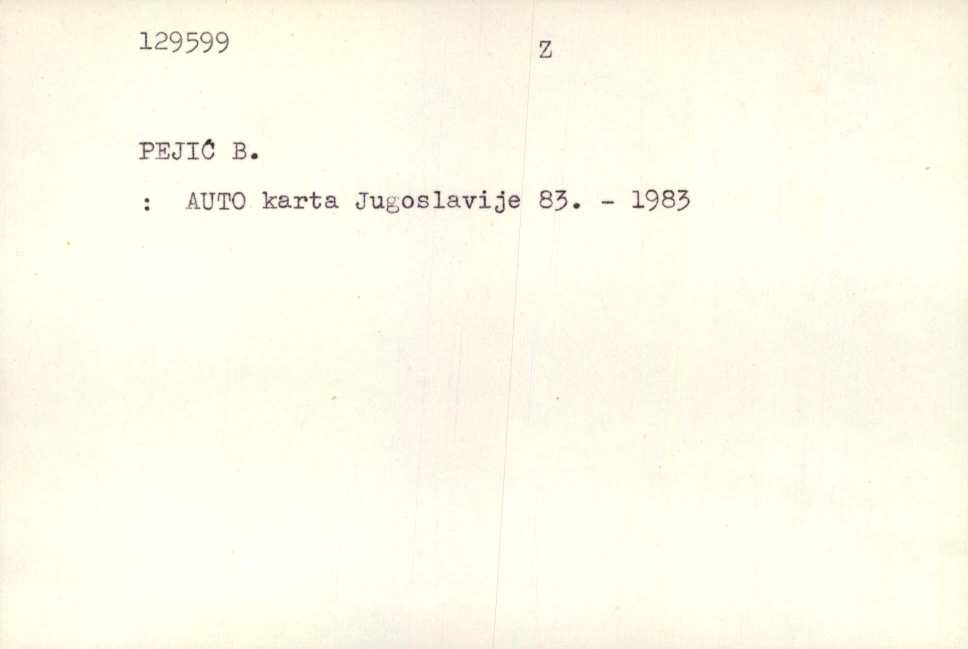 129599
Z
PEJIĆ B.
: AUTO karta Jugoslavije 83. - 1983